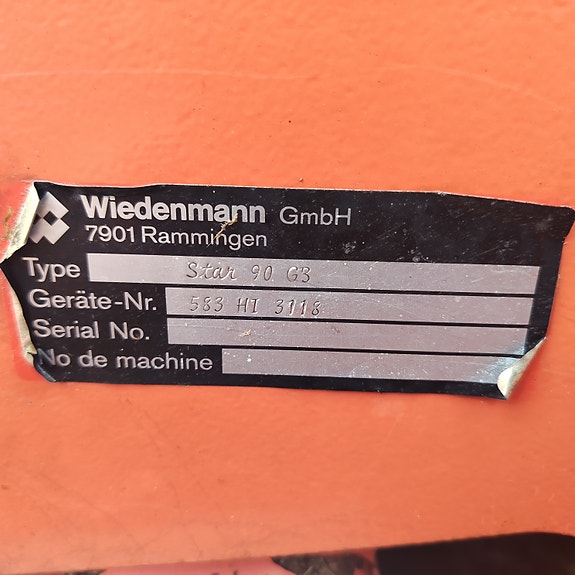 Wiedenmann GmbH
7901 Rammingen
Type Star 90 G3
Geräte-Nr. 583 HI 3118
Serial No.
No de machine